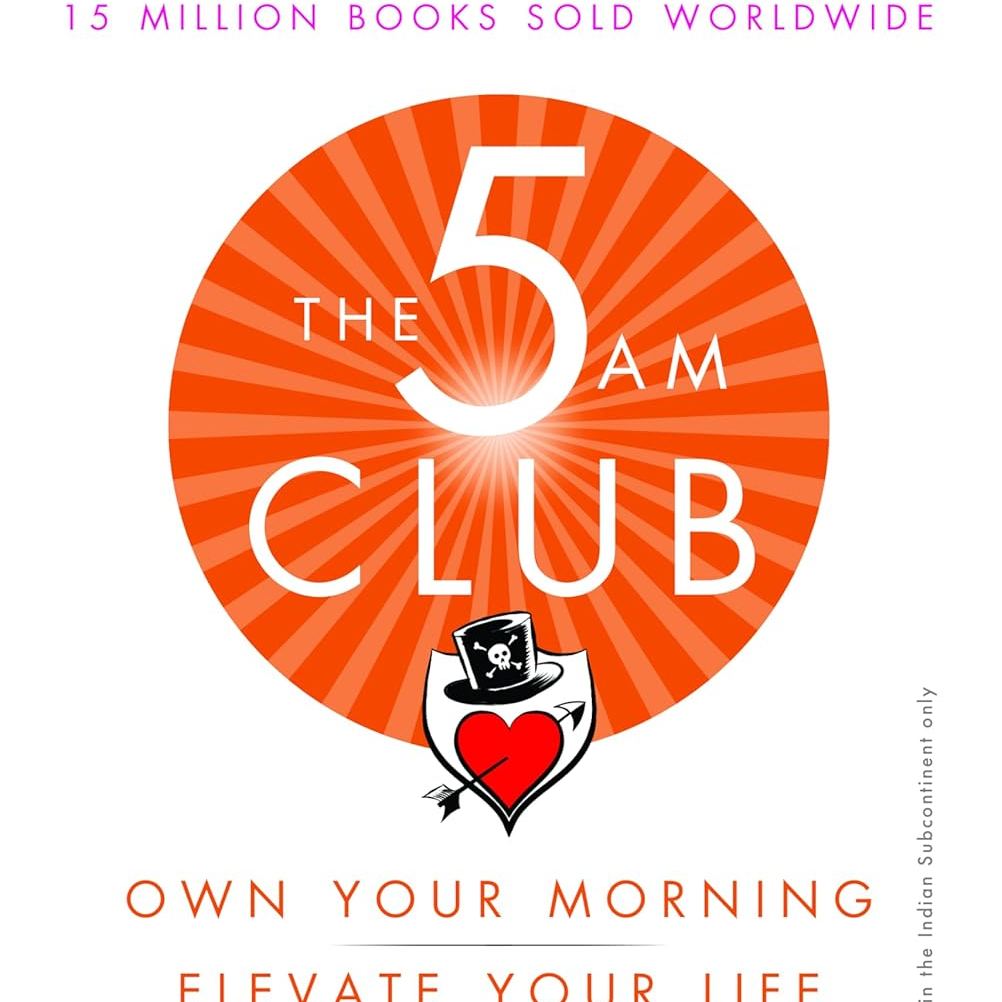 15 MILLION BOOKS SOLD WORLDWIDE
THE 5 AM
CLUB
OWN YOUR MORNING
ELEVATE YOUR LIFE
in the Indian Subcontinent only